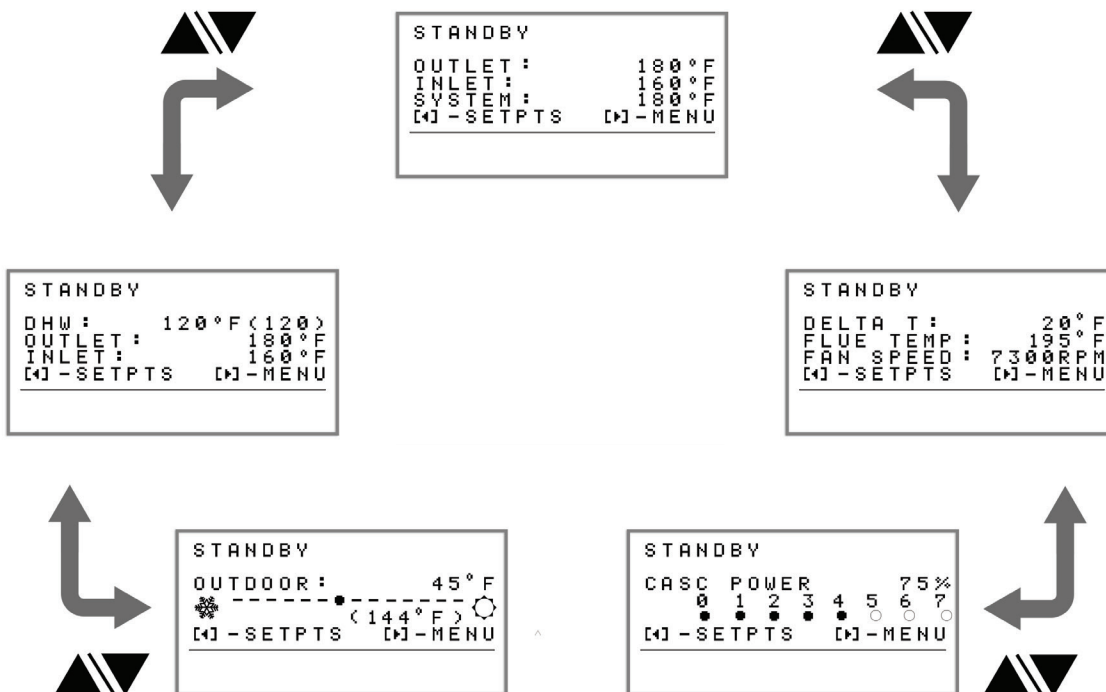 STANDBY
OUTLET: 180°F
INLET: 160°F
SYSTEM: 180°F
[◂]-SETPTS [▸]-MENU
STANDBY
DHW: 120°F(120)
OUTLET: 180°F
INLET: 160°F
[◂]-SETPTS [▸]-MENU
STANDBY
DELTA T: 20°F
FLUE TEMP: 195°F
FAN SPEED: 7300RPM
[◂]-SETPTS [▸]-MENU
STANDBY
OUTDOOR: 45°F
(144°F)
[◂]-SETPTS [▸]-MENU
STANDBY
CASC POWER 75%
0 1 2 3 4 5 6 7
[◂]-SETPTS [▸]-MENU